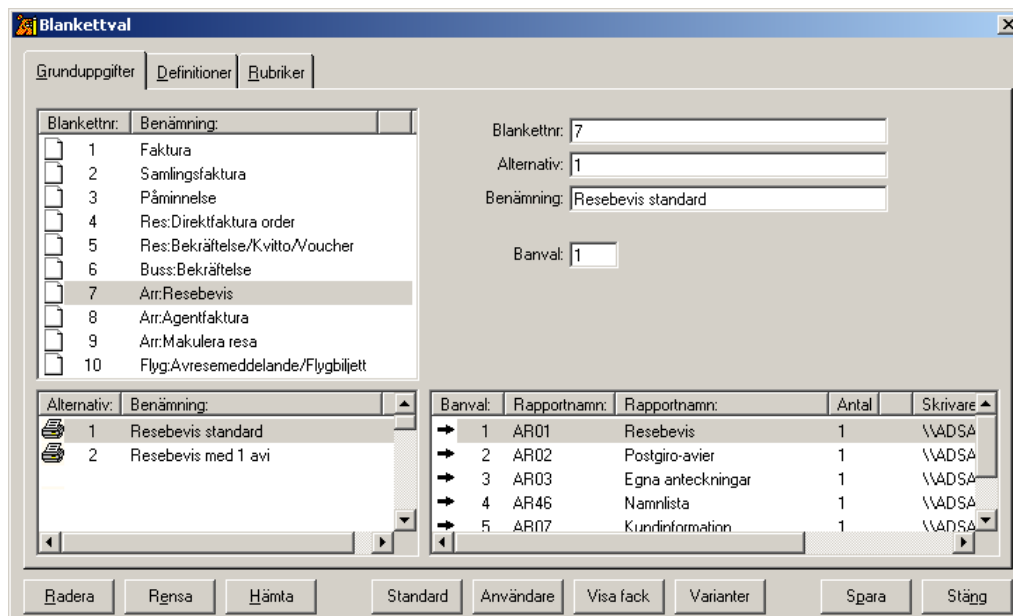 Blankettval
Grunduppgifter Definitioner Rubriker
Blankettnr: Benämning:
1 Faktura
2 Samlingsfaktura
3 Påminnelse
4 Res:Direktfaktura order
5 Res:Bekräftelse/Kvitto/Voucher
6 Buss:Bekräftelse
7 Arr:Resebevis
8 Arr:Agentfaktura
9 Arr:Makulera resa
10 Flyg:Avresemeddelande/Flygbiljett
Blankettnr: 7
Alternativ: 1
Benämning: Resebevis standard
Banval: 1
Alternativ: Benämning:
1 Resebevis standard
2 Resebevis med 1 avi
Banval: Rapportnamn: Rapportnamn: Antal Skrivare
1 AR01 Resebevis 1 \\ADSA
2 AR02 Postgiro-avier 1 \\ADSA
3 AR03 Egna anteckningar 1 \\ADSA
4 AR46 Namnlista 1 \\ADSA
5 AR07 Kundinformation 1 \\ADSA
Radera Rensa Hämta Standard Användare Visa fack Varianter Spara Stäng